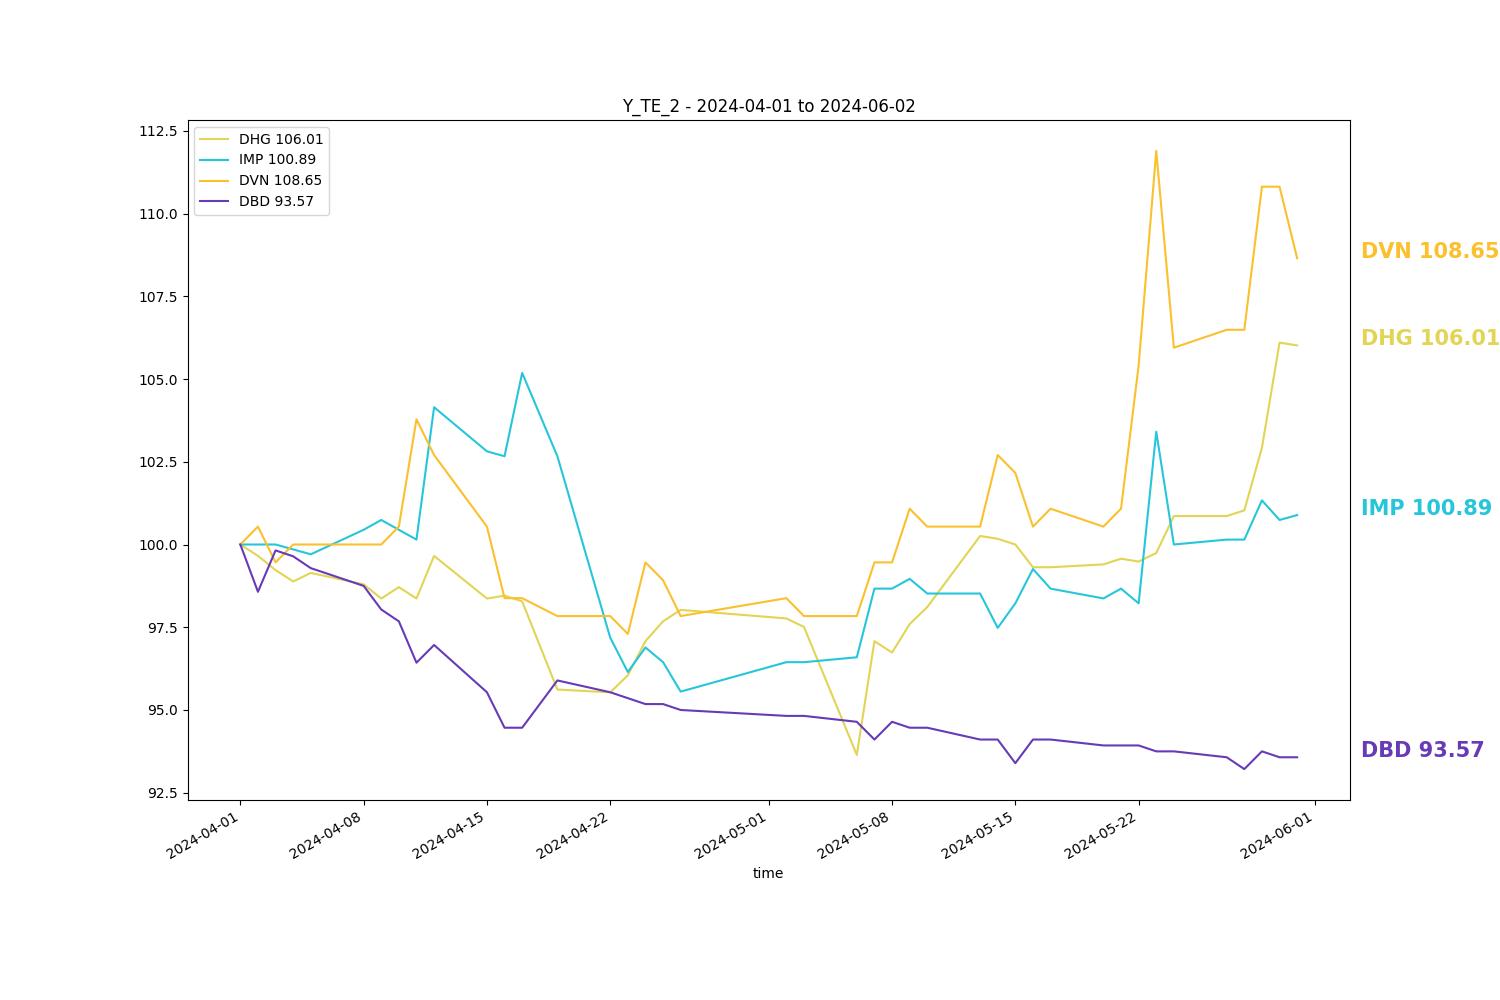 Y_TE_2 - 2024-04-01 to 2024-06-02
112.5
110.0
107.5
105.0
102.5
100.0
97.5
95.0
92.5
DHG 106.01
IMP 100.89
DVN 108.65
DBD 93.57
DVN 108.65
DHG 106.01
IMP 100.89
DBD 93.57
2024-04-01
2024-04-08
2024-04-15
2024-04-22
2024-05-01
2024-05-08
2024-05-15
2024-05-22
2024-06-01
time